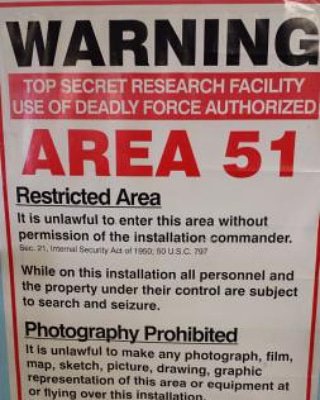 WARNING
TOP SECRET RESEARCH FACILITY
USE OF DEADLY FORCE AUTHORIZED
AREA 51
Restricted Area
It is unlawful to enter this area without
permission of the installation commander.
Sec. 21, Internal Security Act of 1950; 50 U.S.C. 797
While on this installation all personnel and
the property under their control are subject
to search and seizure.
Photography Prohibited
It is unlawful to make any photograph, film,
map, sketch, picture, drawing, graphic
representation of this area or equipment at
or flying over this installation.